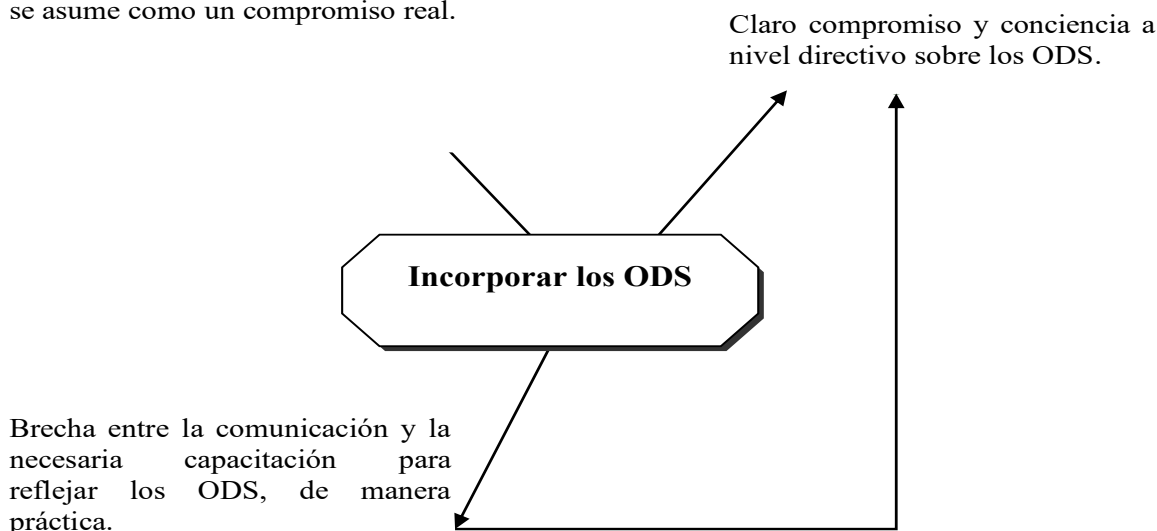 se asume como un compromiso real.
Claro compromiso y conciencia a
nivel directivo sobre los ODS.
Incorporar los ODS
Brecha entre la comunicación y la
necesaria capacitación para
reflejar los ODS, de manera
práctica.